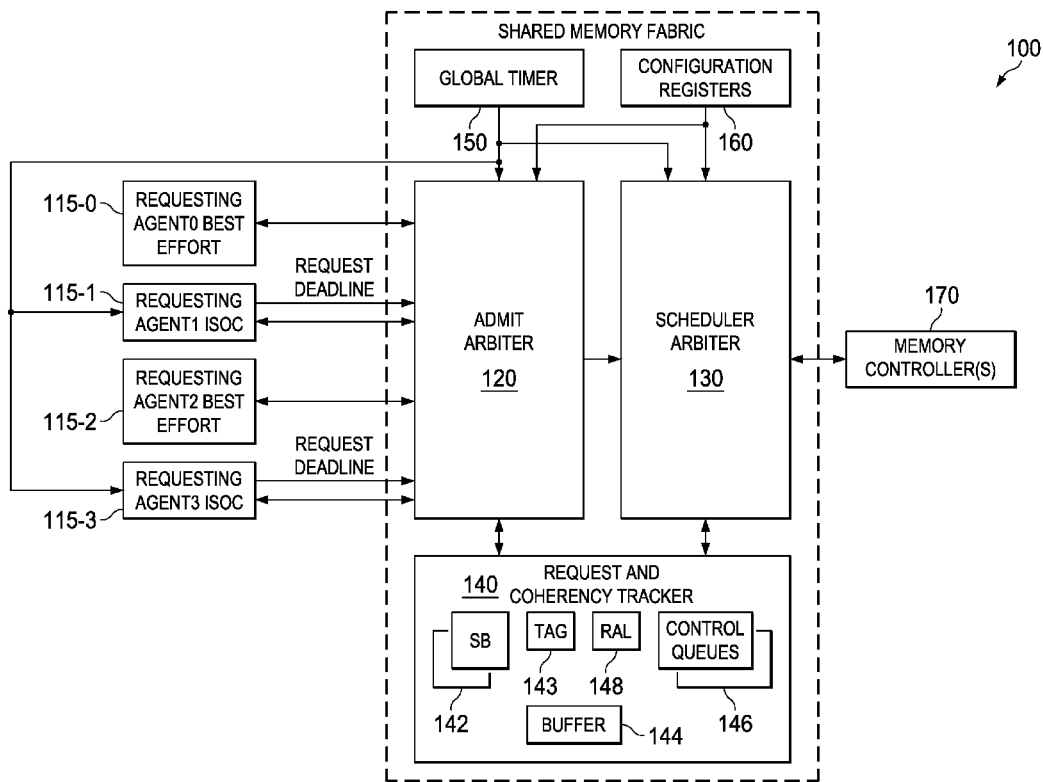 SHARED MEMORY FABRIC
100
GLOBAL TIMER
CONFIGURATION
REGISTERS
150
160
115-0
REQUESTING
AGENT0 BEST
EFFORT
REQUEST
DEADLINE
115-1
REQUESTING
AGENT1 ISOC
ADMIT
ARBITER
120
SCHEDULER
ARBITER
130
170
MEMORY
CONTROLLER(S)
115-2
REQUESTING
AGENT2 BEST
EFFORT
REQUEST
DEADLINE
115-3
REQUESTING
AGENT3 ISOC
140
REQUEST AND
COHERENCY TRACKER
SB
TAG
RAL
CONTROL
QUEUES
142
143
148
146
BUFFER
144